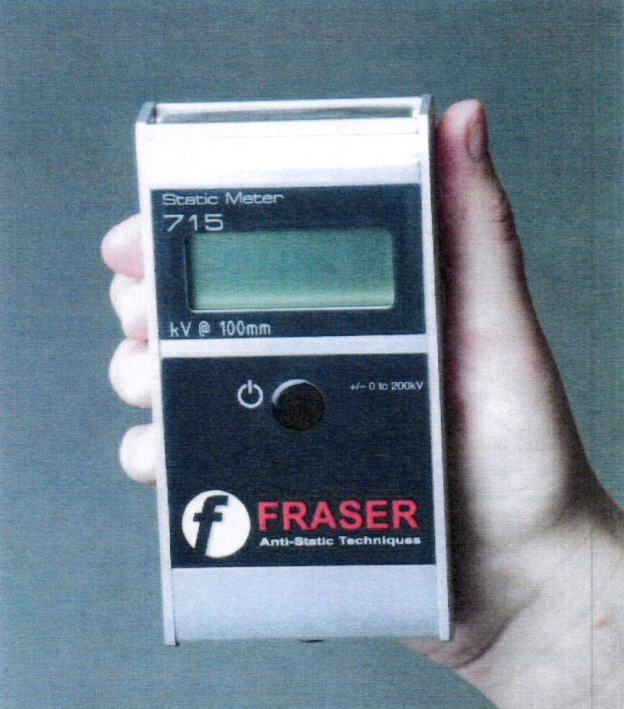 Static Meter
715
kV @ 100mm
+/– 0 to 200kV
f FRASER
Anti-Static Techniques